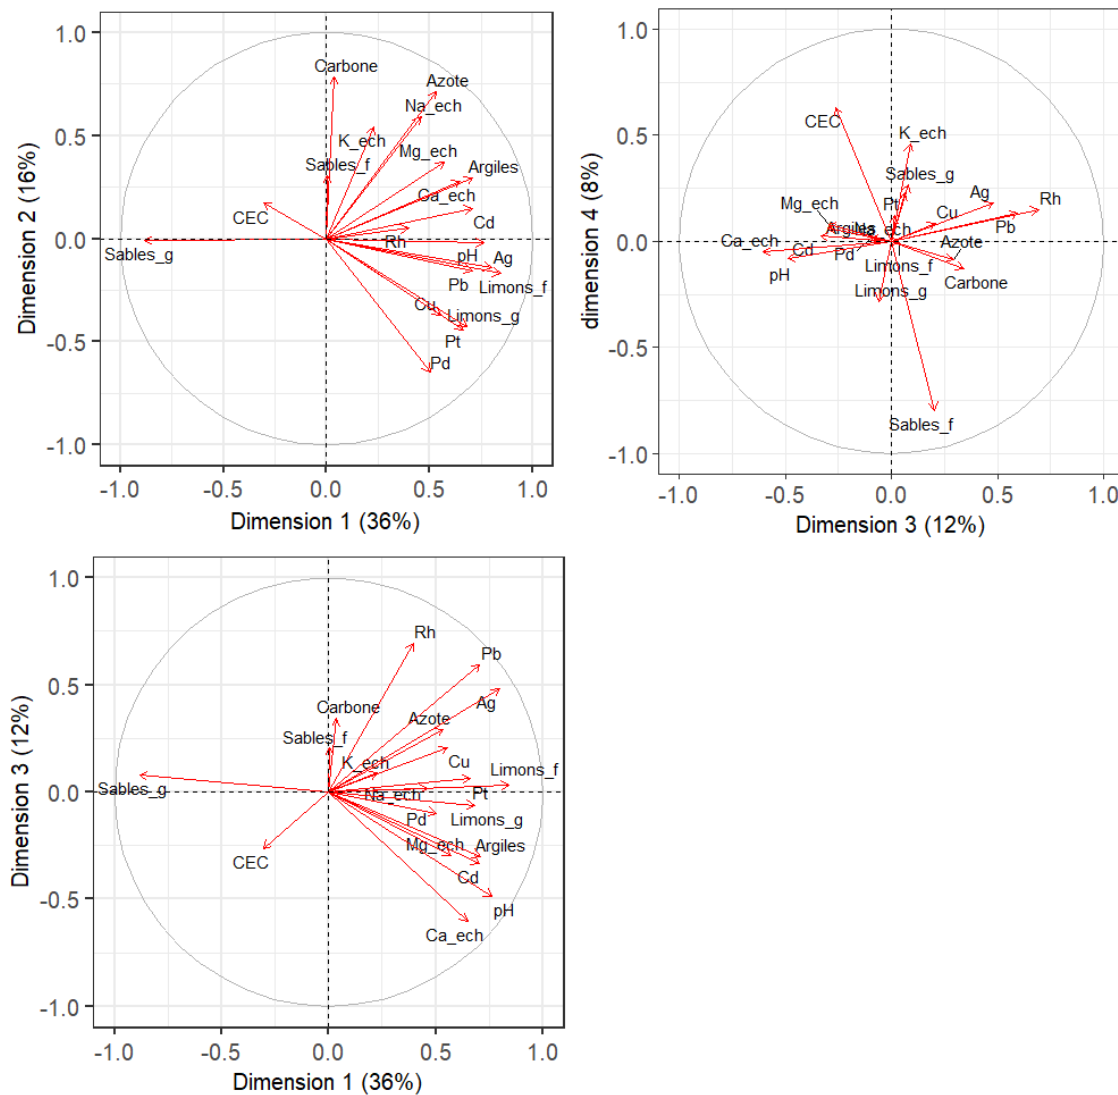 1.0
0.5
0.0
-0.5
-1.0
Dimension 2 (16%)
Carbone
Azote
Na_ech
K_ech
Mg_ech
Sables_f
Argiles
Ca_ech
CEC
Cd
Rh
Sables_g
pH
Ag
Pb
Limons_f
Cu
Limons_g
Pt
Pd
-1.0 -0.5 0.0 0.5 1.0
Dimension 1 (36%)
1.0
0.5
0.0
-0.5
-1.0
dimension 4 (8%)
CEC
K_ech
Sables_g
Ag
Rh
Mg_ech
Pt
Cu
Pb
Argiles
Na_ech
Ca_ech
Cd
Pd
Azote
pH
Limons_f
Carbone
Limons_g
Sables_f
-1.0 -0.5 0.0 0.5 1.0
Dimension 3 (12%)
1.0
0.5
0.0
-0.5
-1.0
Dimension 3 (12%)
Rh
Pb
Ag
Carbone
Azote
Sables_f
K_ech
Cu
Limons_f
Sables_g
Na_ech
Pt
Pd
Limons_g
Mg_ech
Argiles
CEC
Cd
pH
Ca_ech
-1.0 -0.5 0.0 0.5 1.0
Dimension 1 (36%)